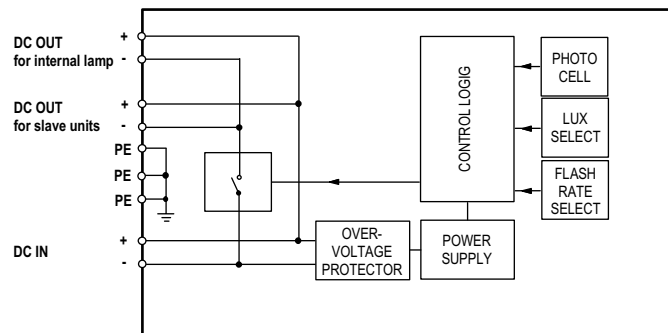 DC OUT
for internal lamp
+
-
DC OUT
for slave units
+
-
PE
PE
PE
DC IN
+
-
CONTROL LOGIG
PHOTO
CELL
LUX
SELECT
FLASH
RATE
SELECT
OVER-
VOLTAGE
PROTECTOR
POWER
SUPPLY